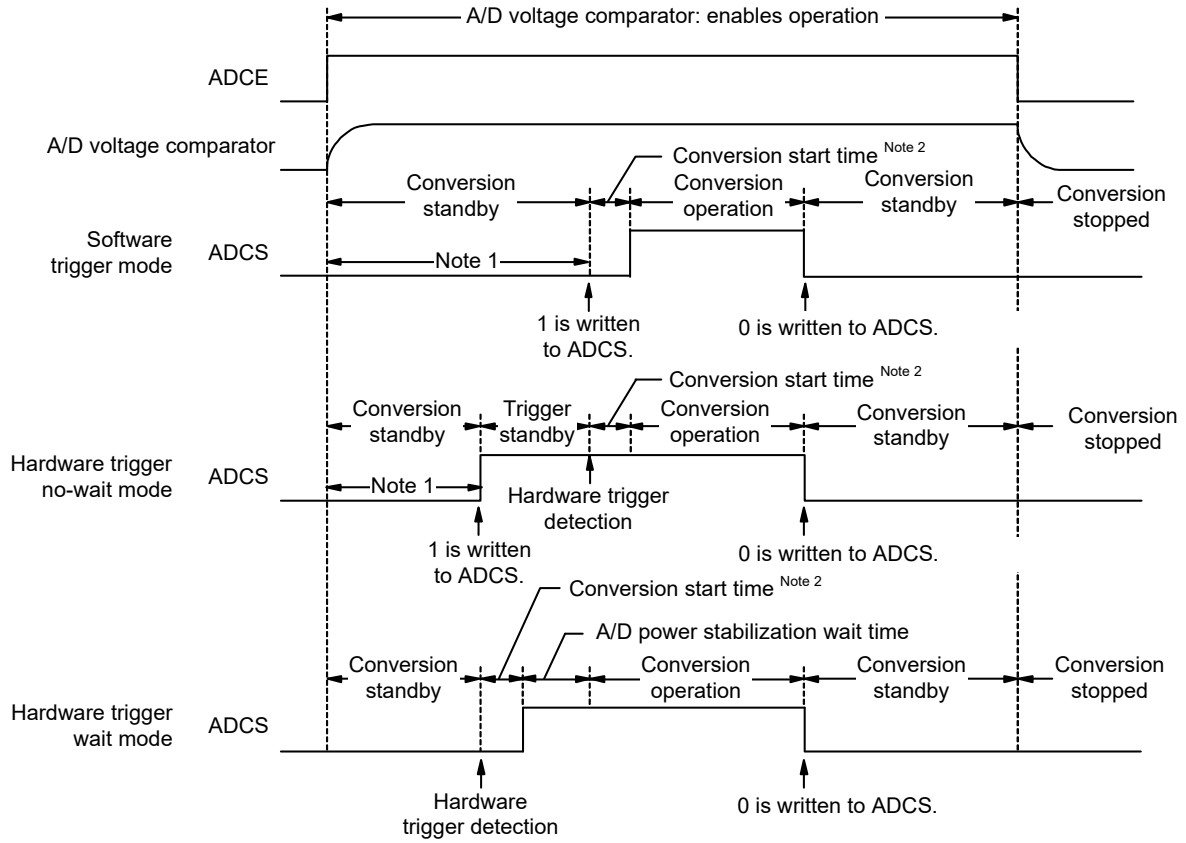 A/D voltage comparator: enables operation
ADCE
A/D voltage comparator
Conversion start time Note 2
Conversion
standby
Conversion
operation
Conversion
standby
Conversion
stopped
Software
trigger mode
ADCS
Note 1
1 is written
to ADCS.
0 is written to ADCS.
Conversion start time Note 2
Conversion
standby
Trigger
standby
Conversion
operation
Conversion
standby
Conversion
stopped
Hardware trigger
no-wait mode
ADCS
Note 1
Hardware trigger
detection
1 is written
to ADCS.
0 is written to ADCS.
Conversion start time Note 2
A/D power stabilization wait time
Conversion
standby
Conversion
operation
Conversion
standby
Conversion
stopped
Hardware trigger
wait mode
ADCS
Hardware
trigger detection
0 is written to ADCS.